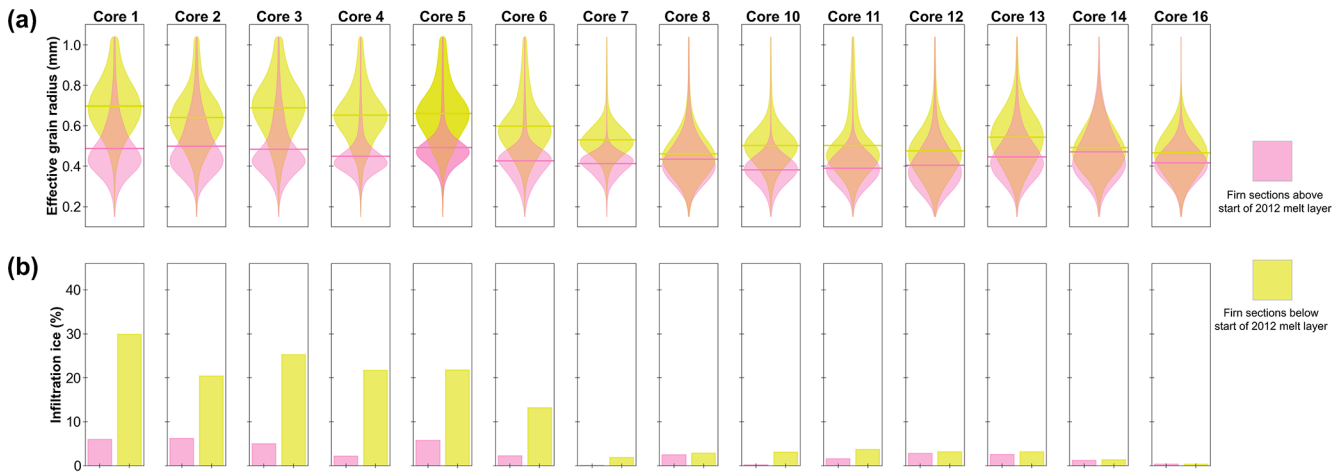 (a)
Core 1 Core 2 Core 3 Core 4 Core 5 Core 6 Core 7 Core 8 Core 10 Core 11 Core 12 Core 13 Core 14 Core 16
Effective grain radius (mm)
1.0
0.8
0.6
0.4
0.2
Firn sections above
start of 2012 melt layer
(b)
Infiltration ice (%)
40
30
20
10
0
Firn sections below
start of 2012 melt layer